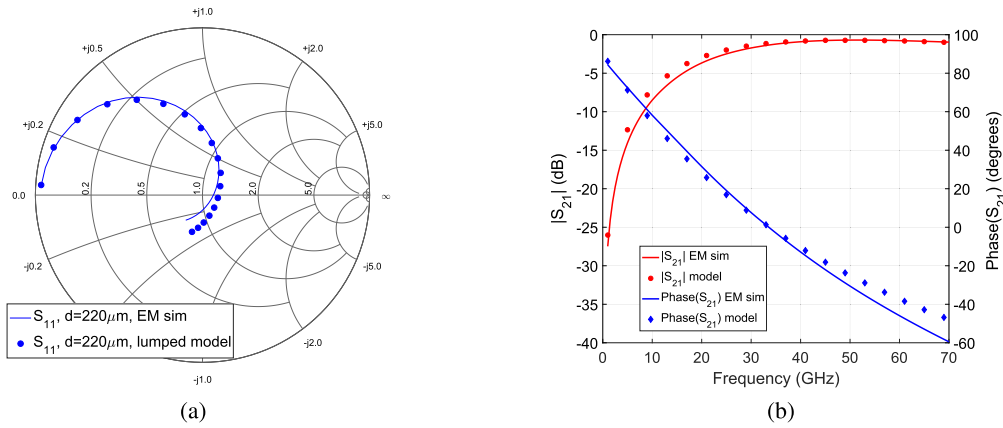 +j1.0
+j0.5
+j2.0
+j0.2
+j5.0
0.0
0.2
0.5
1.0
2.0
5.0
∞
-j0.2
-j5.0
-j2.0
-j1.0
S11, d=220μm, EM sim
S11, d=220μm, lumped model
(a)
0
-5
-10
-15
-20
-25
-30
-35
-40
|S21| (dB)
100
80
60
40
20
0
-20
-40
-60
Phase(S21) (degrees)
|S21| EM sim
|S21| model
Phase(S21) EM sim
Phase(S21) model
0 10 20 30 40 50 60 70
Frequency (GHz)
(b)